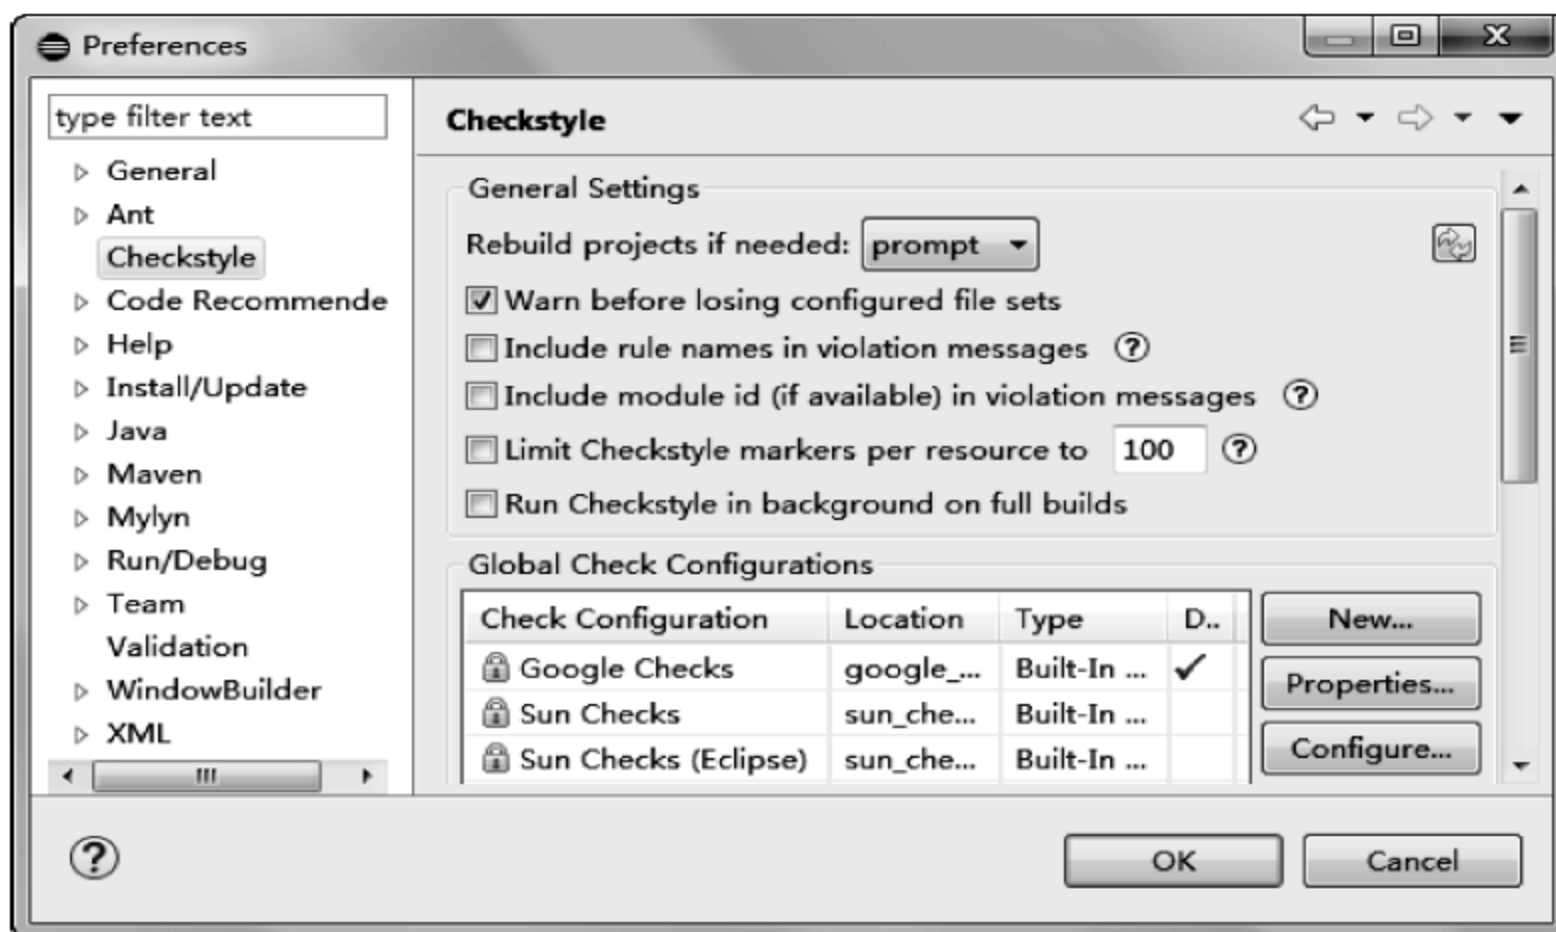 Preferences
type filter text
General
Ant
Checkstyle
Code Recommende
Help
Install/Update
Java
Maven
Mylyn
Run/Debug
Team
Validation
WindowBuilder
XML
Checkstyle
General Settings
Rebuild projects if needed: prompt
Warn before losing configured file sets
Include rule names in violation messages
Include module id (if available) in violation messages
Limit Checkstyle markers per resource to 100
Run Checkstyle in background on full builds
Global Check Configurations
Check Configuration Location Type D..
Google Checks google_... Built-In ...
Sun Checks sun_che... Built-In ...
Sun Checks (Eclipse) sun_che... Built-In ...
New...
Properties...
Configure...
OK Cancel